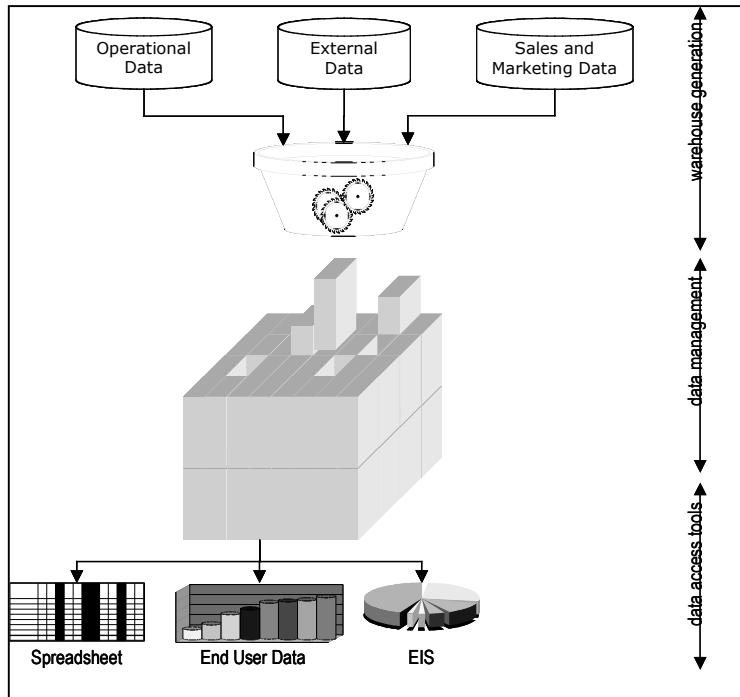 Operational
Data
External
Data
Sales and
Marketing Data
warehouse generation
data management
data access tools
Spreadsheet
End User Data
EIS